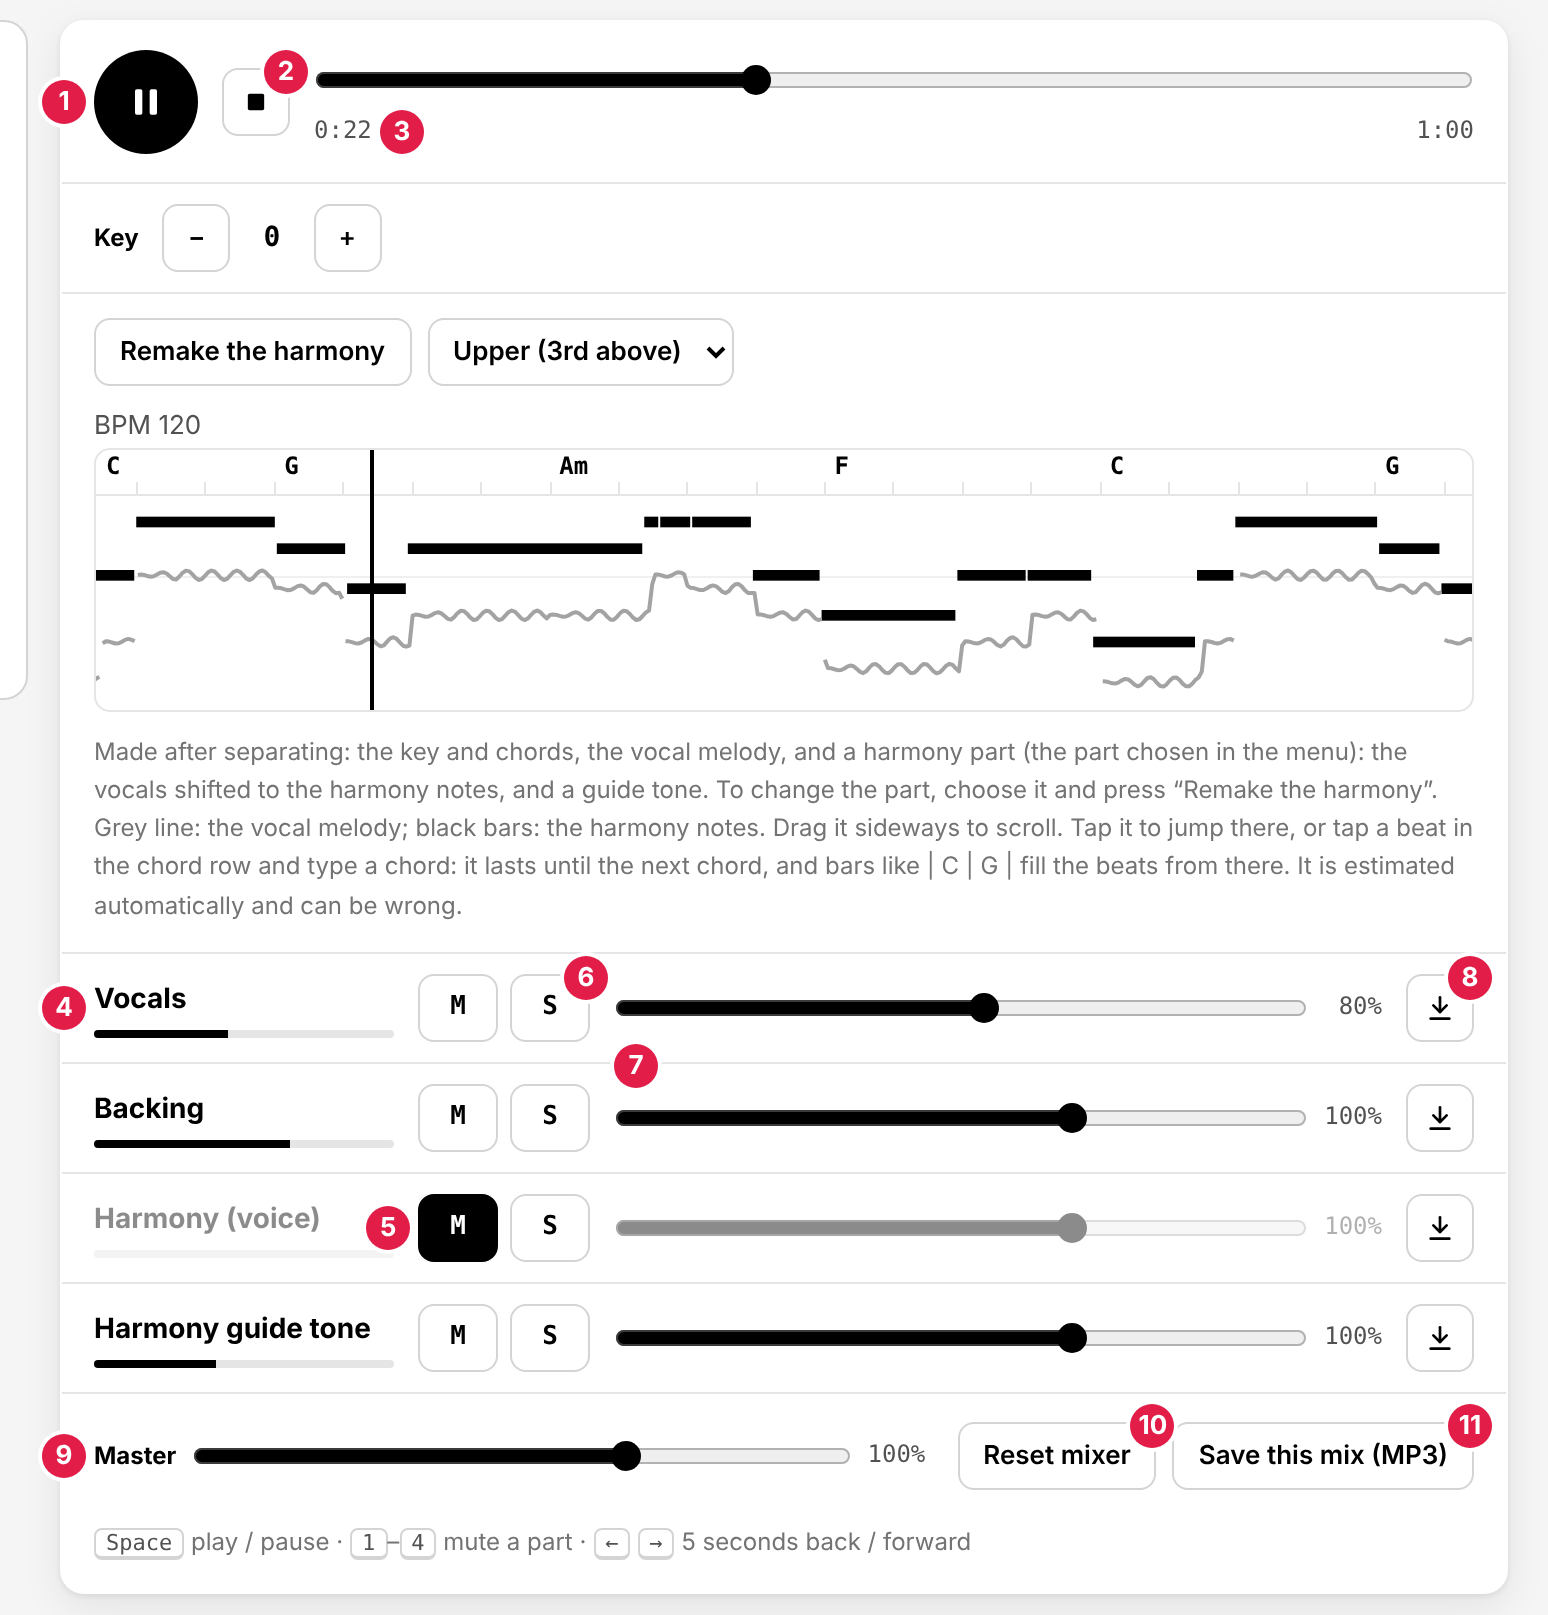 1
2
0:22
3
1:00
Key
−
0
+
Remake the harmony
Upper (3rd above)
BPM 120
C G Am F C G
Made after separating: the key and chords, the vocal melody, and a harmony part (the part chosen in the menu): the
vocals shifted to the harmony notes, and a guide tone. To change the part, choose it and press “Remake the harmony”.
Grey line: the vocal melody; black bars: the harmony notes. Drag it sideways to scroll. Tap it to jump there, or tap a beat in
the chord row and type a chord: it lasts until the next chord, and bars like | C | G | fill the beats from there. It is estimated
automatically and can be wrong.
4
Vocals
M
S
6
80%
8
7
Backing
M
S
100%
Harmony (voice)
5
M
S
100%
Harmony guide tone
M
S
100%
9
Master
100%
Reset mixer
10
Save this mix (MP3)
11
Space play / pause · 1–4 mute a part · ← → 5 seconds back / forward